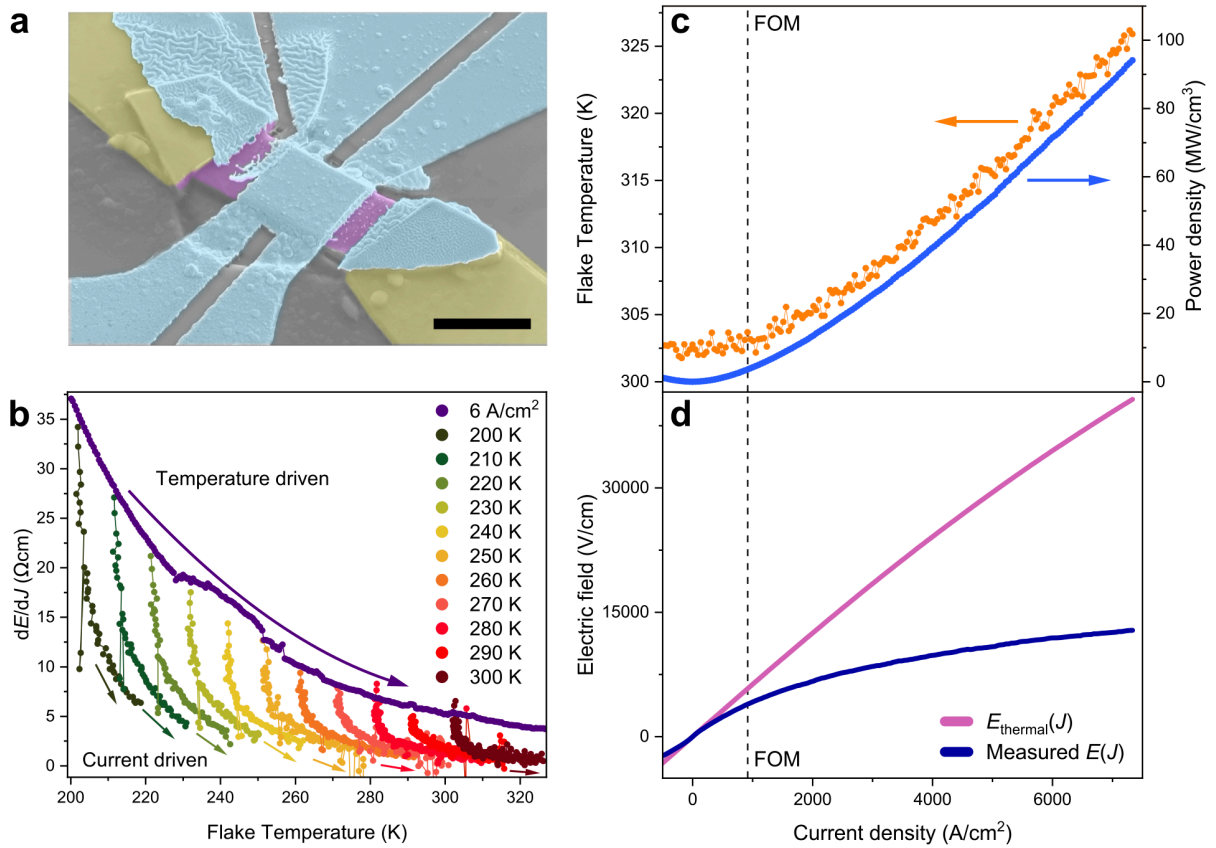 a
b
dE/dJ (Ωcm)
35
30
25
20
15
10
5
0
Temperature driven
Current driven
6 A/cm²
200 K
210 K
220 K
230 K
240 K
250 K
260 K
270 K
280 K
290 K
300 K
200 220 240 260 280 300 320
Flake Temperature (K)
c
FOM
Flake Temperature (K)
325
320
315
310
305
300
100
80
60
40
20
0
Power density (MW/cm³)
d
Electric field (V/cm)
30000
15000
0
E thermal(J)
Measured E(J)
FOM
0 2000 4000 6000
Current density (A/cm²)